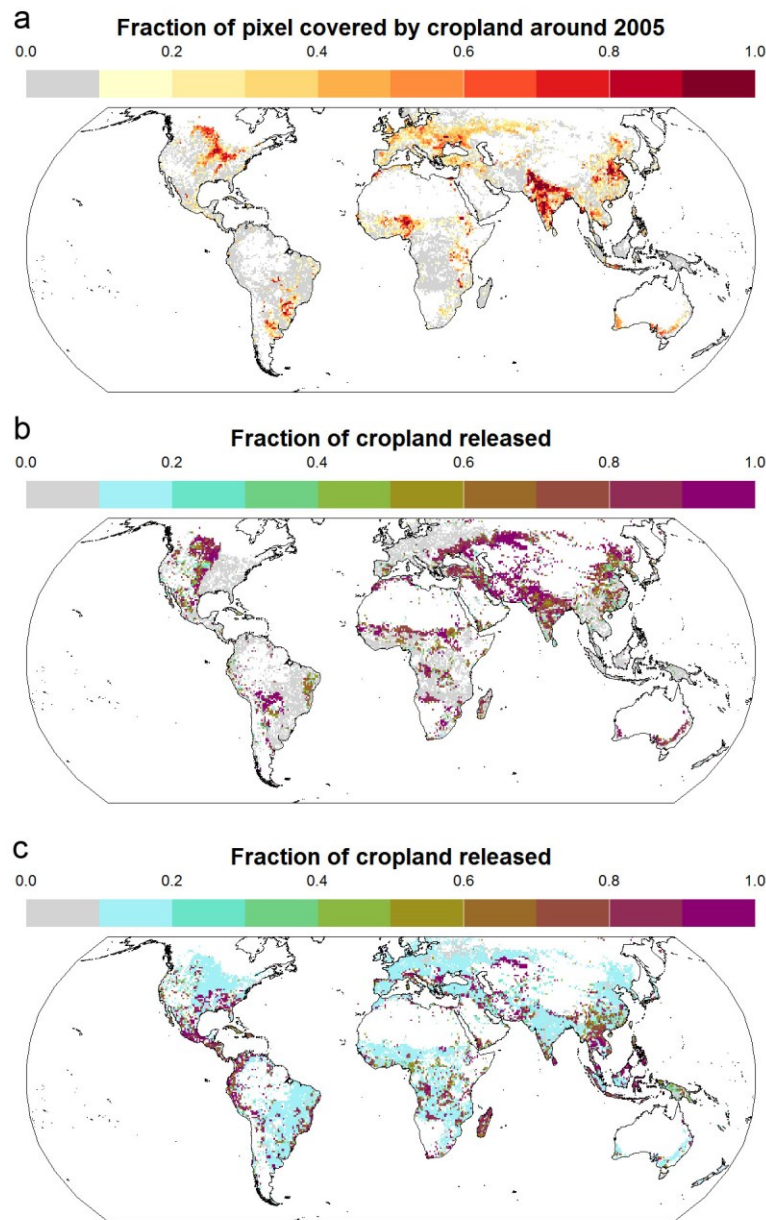 a
Fraction of pixel covered by cropland around 2005
0.0 0.2 0.4 0.6 0.8 1.0
b
Fraction of cropland released
0.0 0.2 0.4 0.6 0.8 1.0
c
Fraction of cropland released
0.0 0.2 0.4 0.6 0.8 1.0